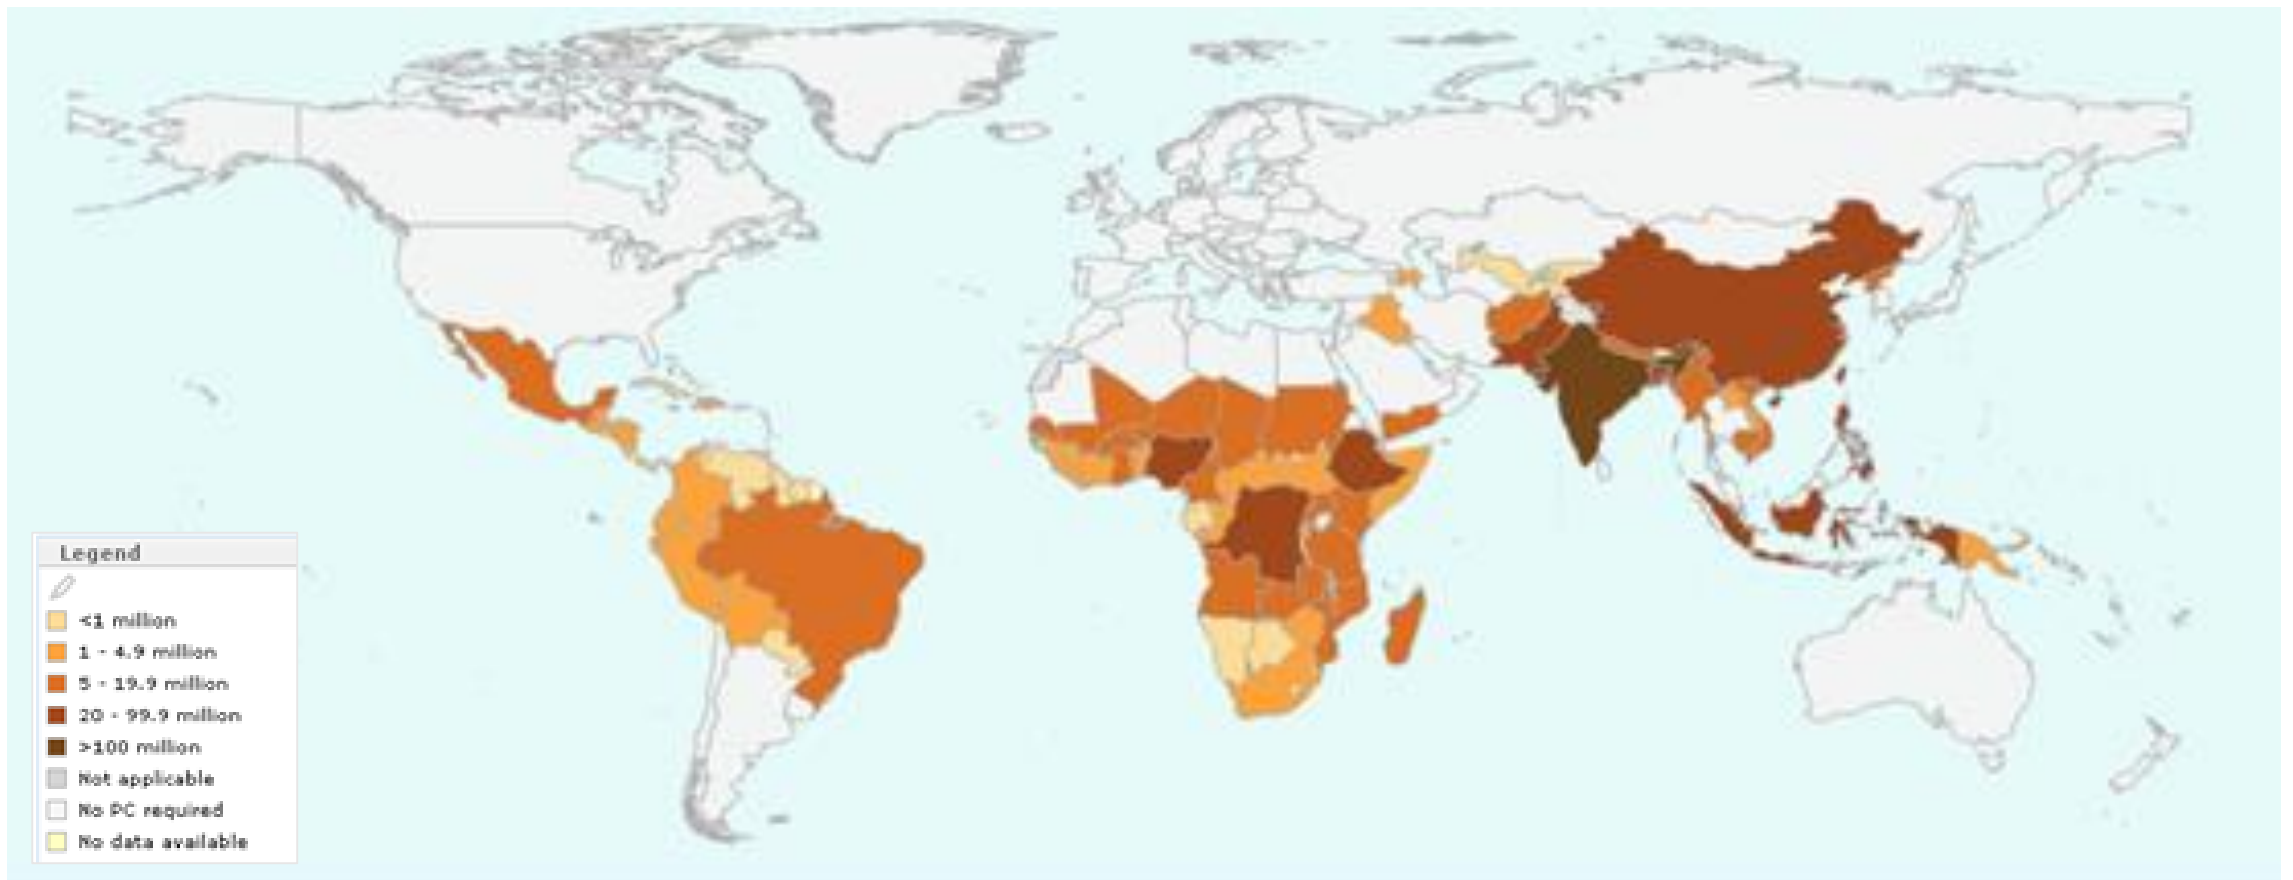 Legend
<1 million
1 - 4.9 million
5 - 19.9 million
20 - 99.9 million
>100 million
Not applicable
No PC required
No data available